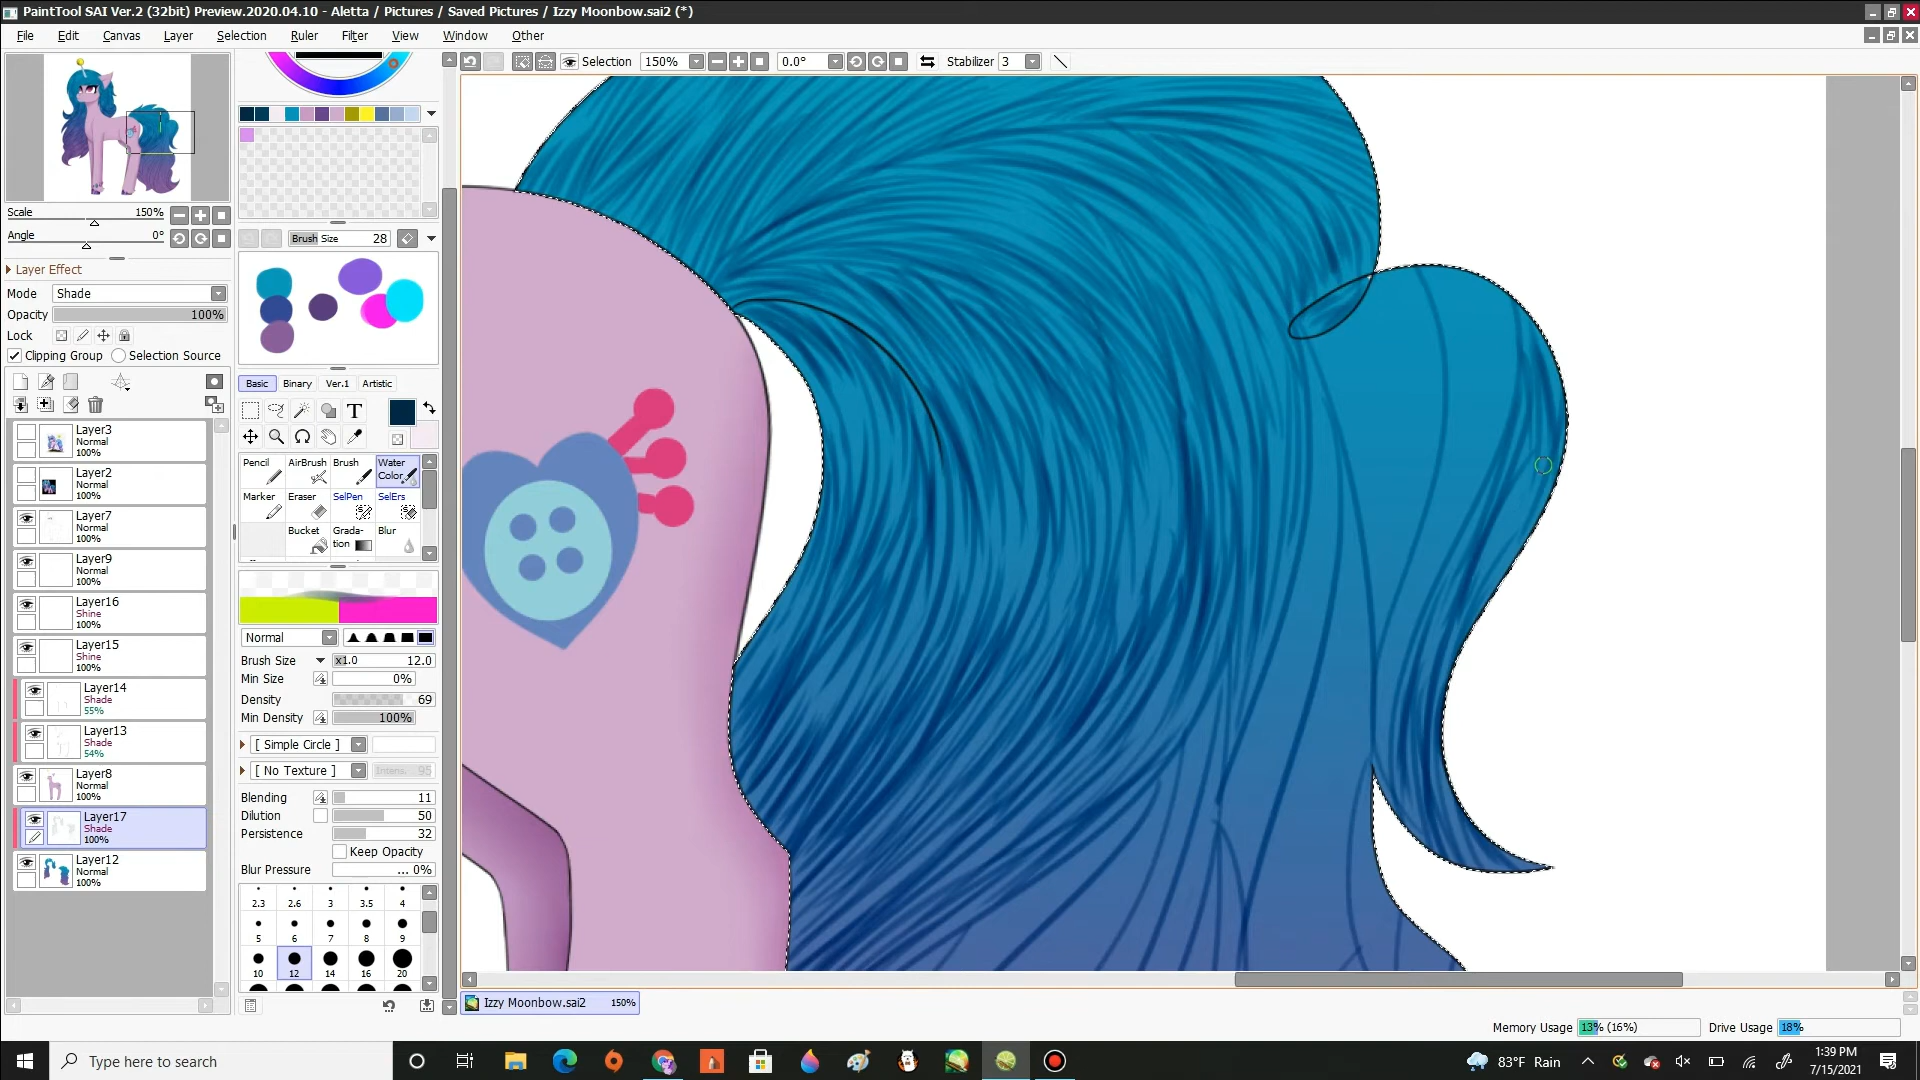 PaintTool SAI Ver.2 (32bit) Preview.2020.04.10 - Aletta / Pictures / Saved Pictures / Izzy Moonbow.sai2 (*)
File Edit Canvas Layer Selection Ruler Filter View Window Other
Selection 150% 0.0° Stabilizer 3
Scale 150%
Angle 0°
Layer Effect
Mode Shade
Opacity 100%
Lock
Clipping Group Selection Source
Layer3
Normal
100%
Layer2
Normal
100%
Layer7
Normal
100%
Layer9
Normal
100%
Layer16
Shine
100%
Layer15
Shine
100%
Layer14
Shade
55%
Layer13
Shade
54%
Layer8
Normal
100%
Layer17
Shade
100%
Layer12
Normal
100%
Brush Size 28
Basic Binary Ver.1 Artistic
T
Pencil AirBrush Brush Water Color
Marker Eraser SelPen SelErs
Bucket Grada-tion Blur
Normal
Brush Size x1.0 12.0
Min Size 0%
Density 69
Min Density 100%
[ Simple Circle ]
[ No Texture ] Intens. 95
Blending 11
Dilution 50
Persistence 32
Keep Opacity
Blur Pressure ... 0%
2.3 2.6 3 3.5 4
5 6 7 8 9
10 12 14 16 20
Izzy Moonbow.sai2 150%
Memory Usage 13% (16%) Drive Usage 18%
Type here to search
83°F Rain
1:39 PM
7/15/2021